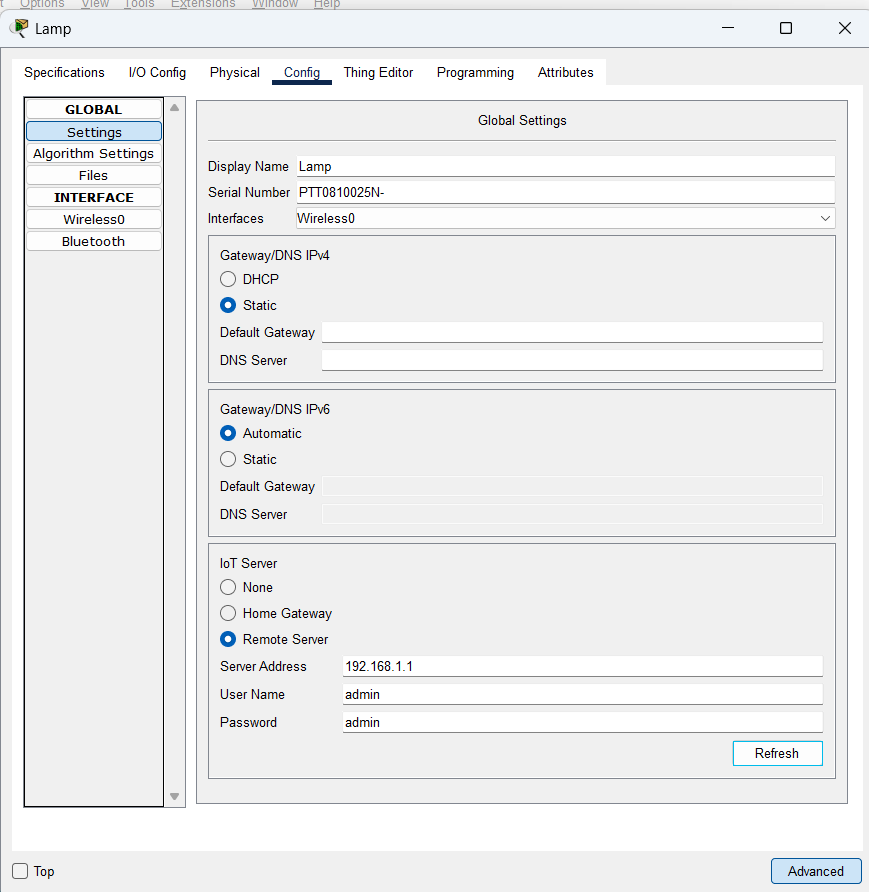 Options View Tools Extensions Window Help
Lamp
Specifications I/O Config Physical Config Thing Editor Programming Attributes
GLOBAL
Settings
Algorithm Settings
Files
INTERFACE
Wireless0
Bluetooth
Global Settings
Display Name Lamp
Serial Number PTT0810025N-
Interfaces Wireless0
Gateway/DNS IPv4
DHCP
Static
Default Gateway
DNS Server
Gateway/DNS IPv6
Automatic
Static
Default Gateway
DNS Server
IoT Server
None
Home Gateway
Remote Server
Server Address 192.168.1.1
User Name admin
Password admin
Refresh
Top
Advanced